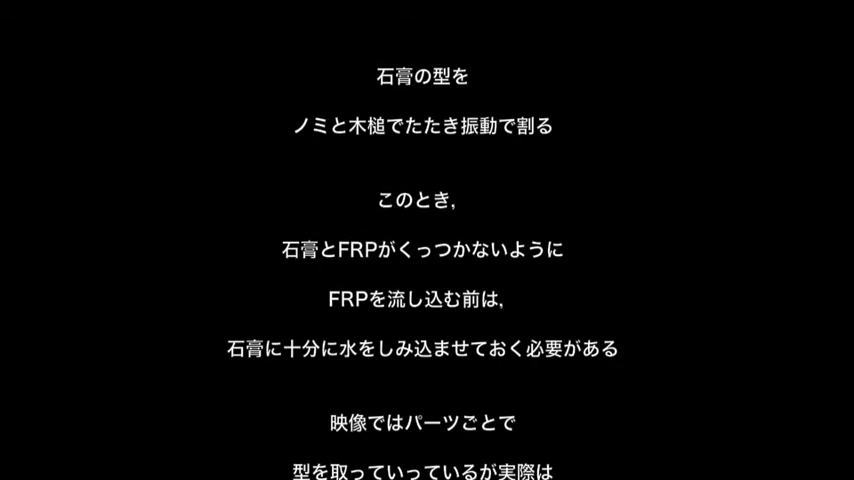 石膏の型を
ノミと木槌でたたき振動で割る
このとき,
石膏とFRPがくっつかないように
FRPを流し込む前は,
石膏に十分に水をしみ込ませておく必要がある
映像ではパーツごとで
型を取っていっているが実際は